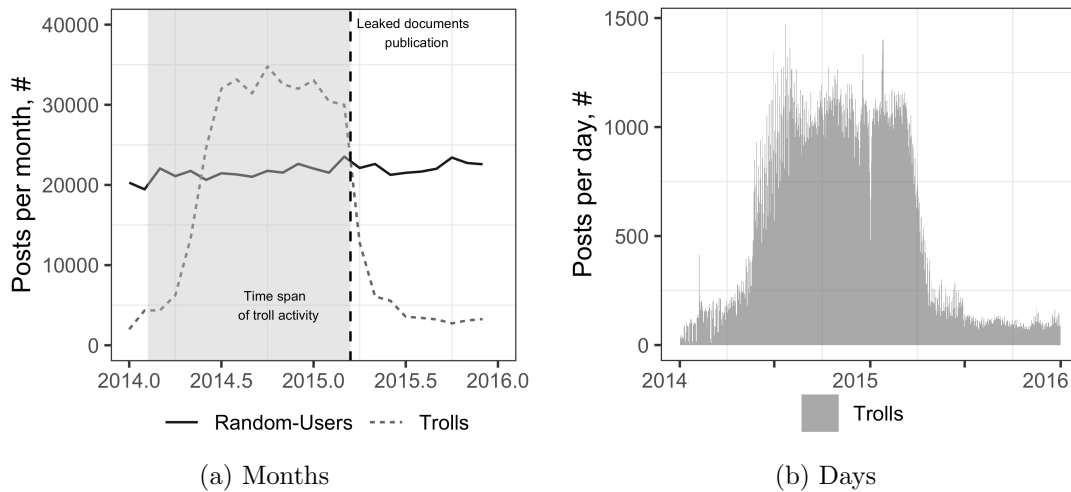 Posts per month, #
40000
30000
20000
10000
0
Leaked documents
publication
Time span
of troll activity
2014.0 2014.5 2015.0 2015.5 2016.0
Random-Users Trolls
(a) Months
Posts per day, #
1500
1000
500
0
2014 2015 2016
Trolls
(b) Days